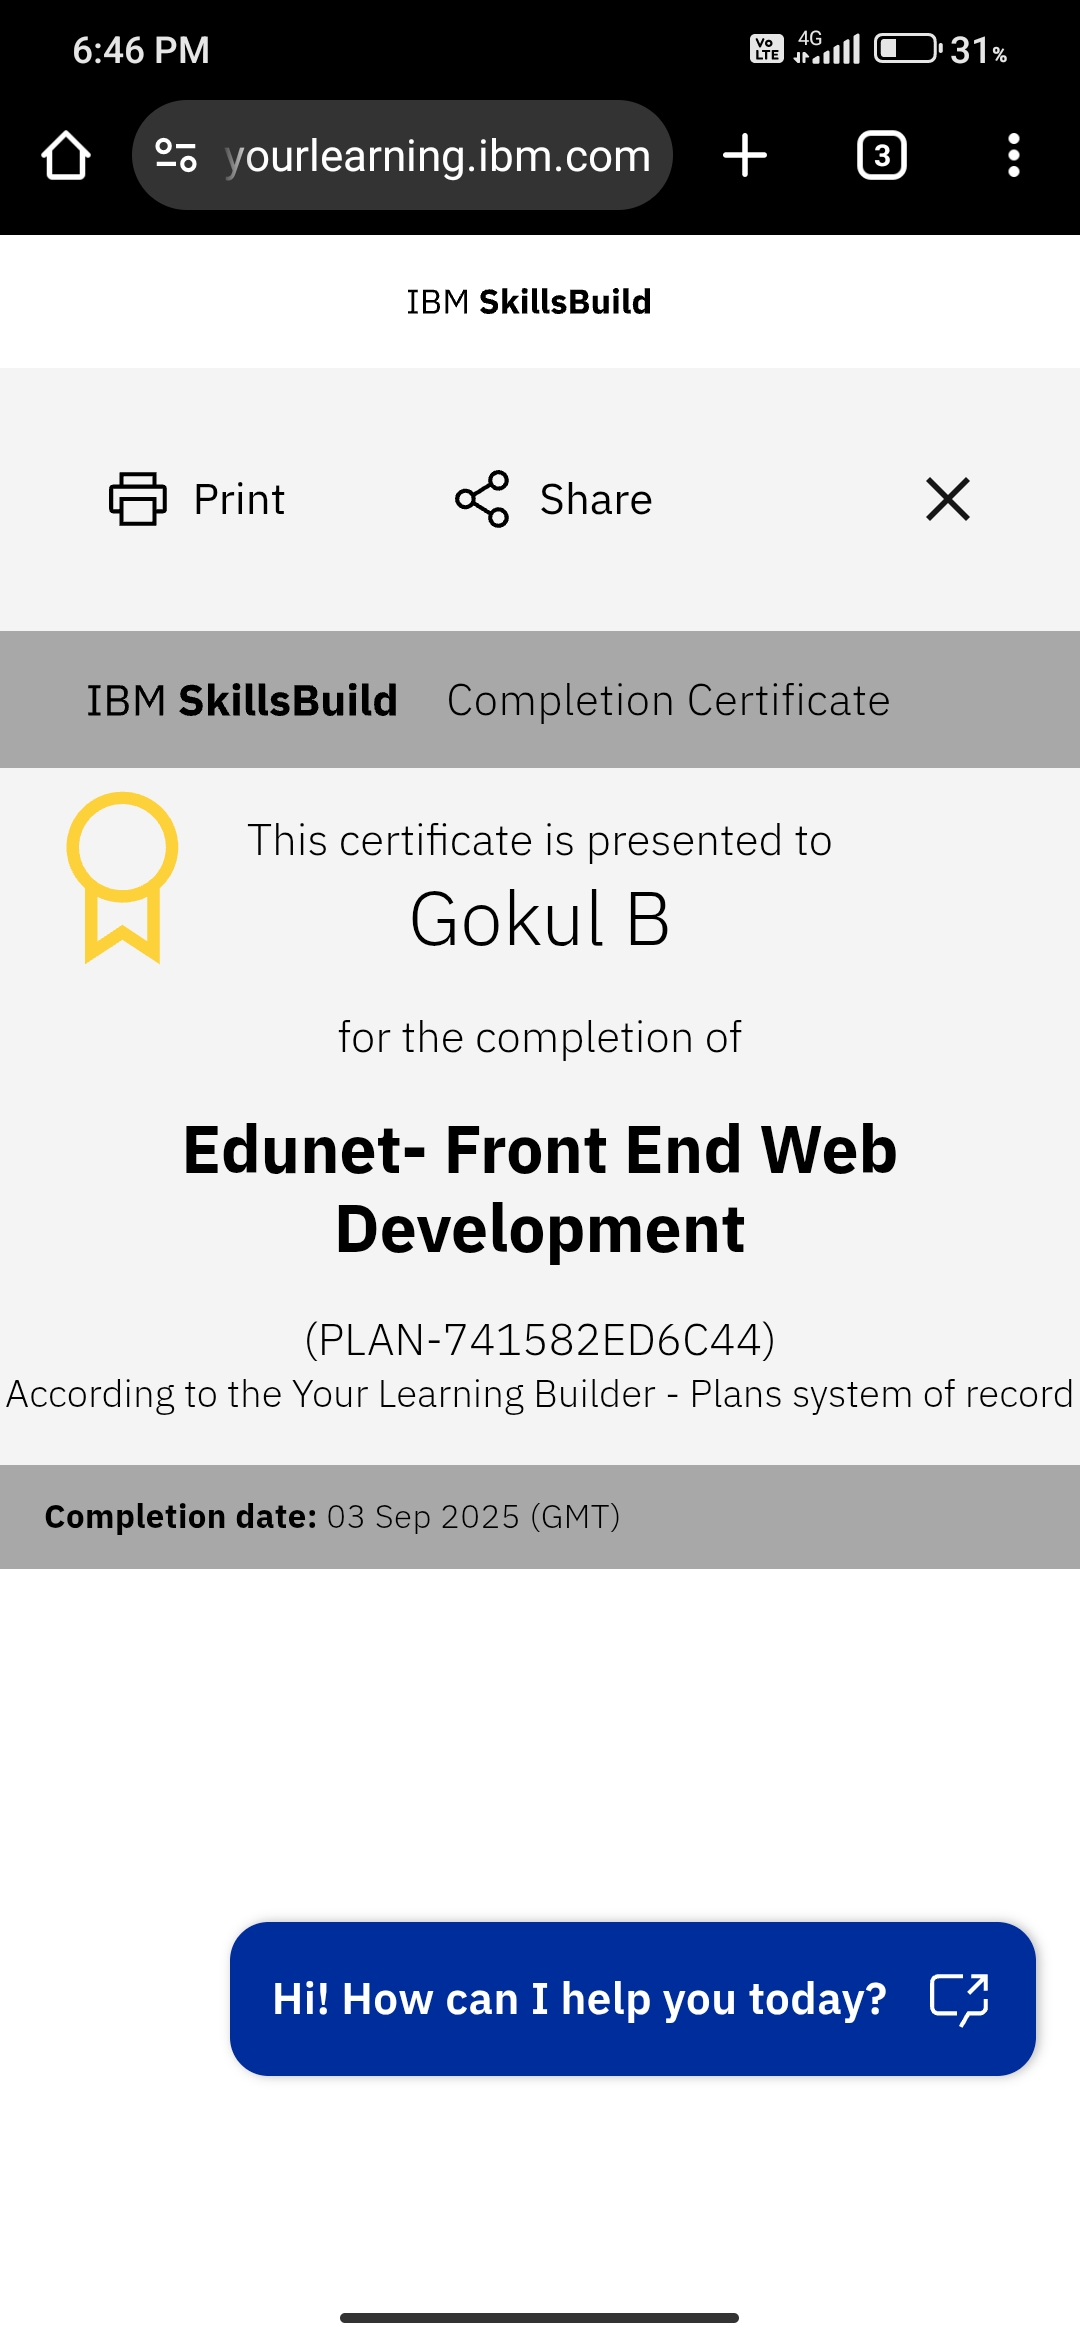 6:46 PM
Vo LTE 4G 31%
yourlearning.ibm.com
3
IBM SkillsBuild
Print Share
IBM SkillsBuild Completion Certificate
This certificate is presented to
Gokul B
for the completion of
Edunet- Front End Web
Development
(PLAN-741582ED6C44)
According to the Your Learning Builder - Plans system of record
Completion date: 03 Sep 2025 (GMT)
Hi! How can I help you today?